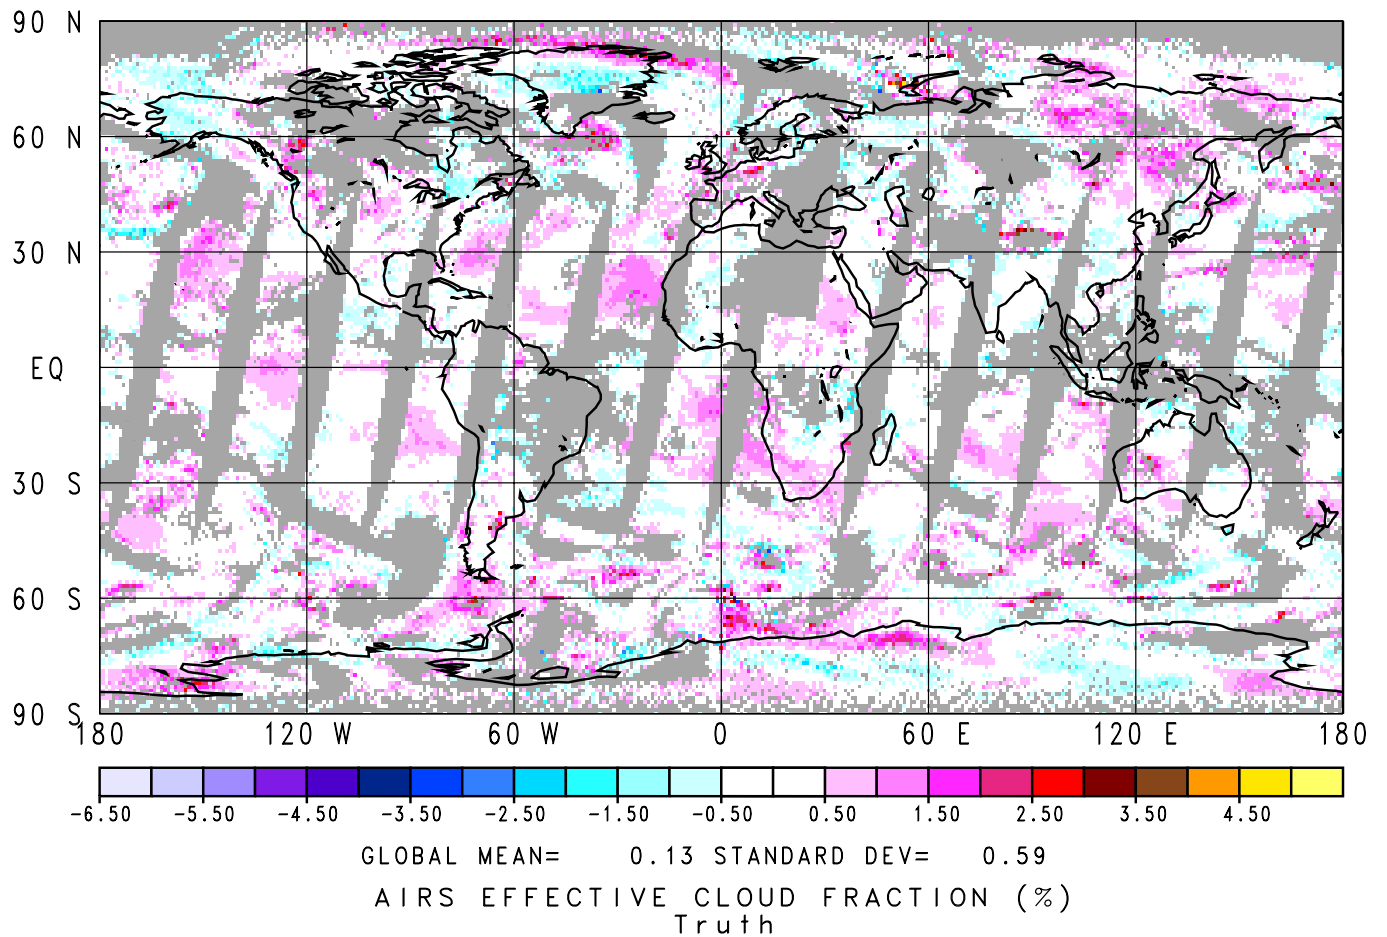 90 N
60 N
30 N
EQ
30 S
60 S
90 S
180 120 W 60 W 0 60 E 120 E 180
-6.50 -5.50 -4.50 -3.50 -2.50 -1.50 -0.50 0.50 1.50 2.50 3.50 4.50
GLOBAL MEAN= 0.13 STANDARD DEV= 0.59
AIRS EFFECTIVE CLOUD FRACTION (%)
Truth